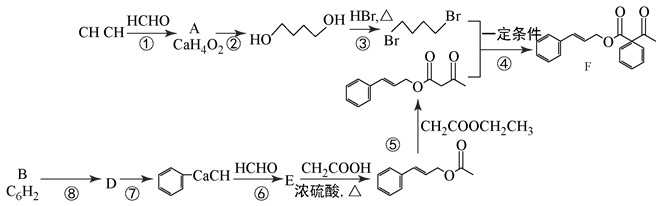 CH CH —HCHO ①→ A CaH4O2 ②→ HO OH —HBr,△ ③→ Br Br 一定条件 ④→ O O O F
O O O
⑤ CH2COOCH2CH3
B C6H2 ⑧→ D ⑦→ CaCH —HCHO ⑥→ E —CH2COOH 浓硫酸,△→ O O